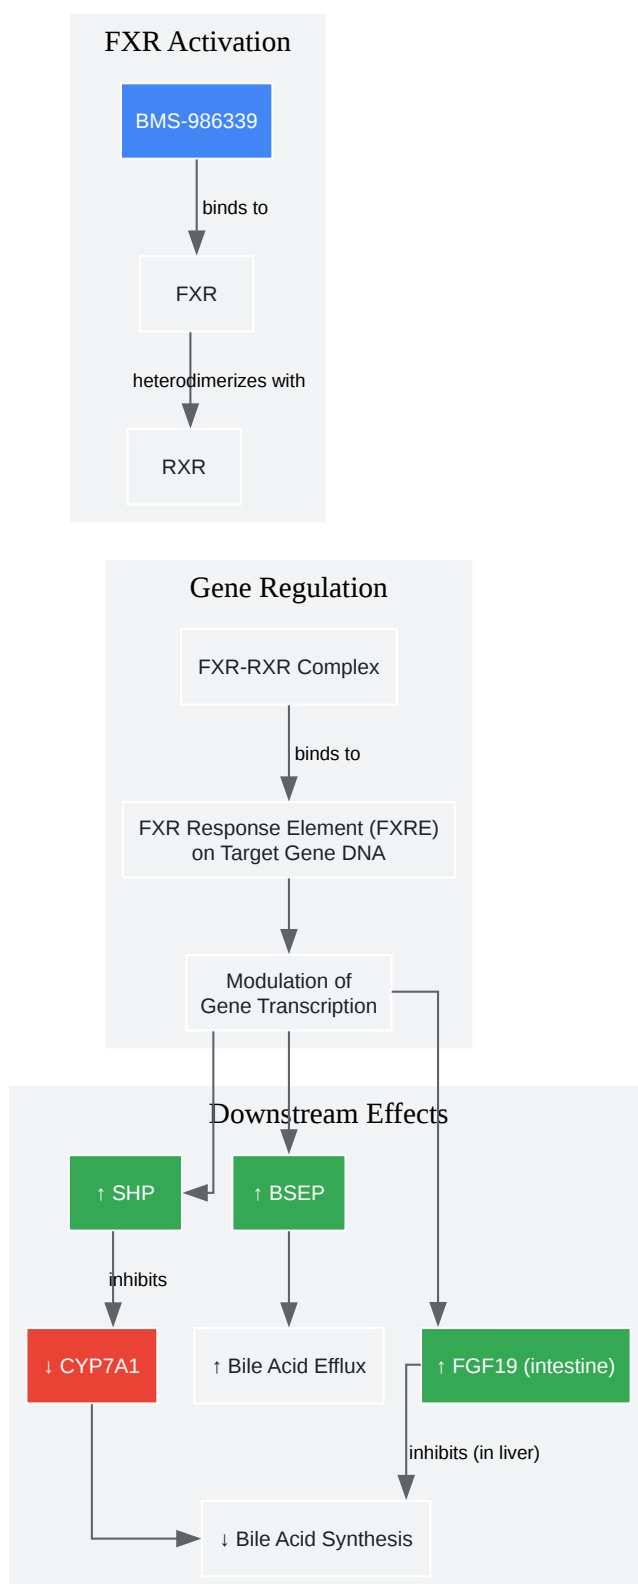 FXR Activation
BMS-986339
binds to
FXR
heterodimerizes with
RXR
Gene Regulation
FXR-RXR Complex
binds to
FXR Response Element (FXRE)
on Target Gene DNA
Modulation of
Gene Transcription
Downstream Effects
↑ SHP
↑ BSEP
inhibits
↓ CYP7A1
↑ Bile Acid Efflux
↑ FGF19 (intestine)
inhibits (in liver)
↓ Bile Acid Synthesis